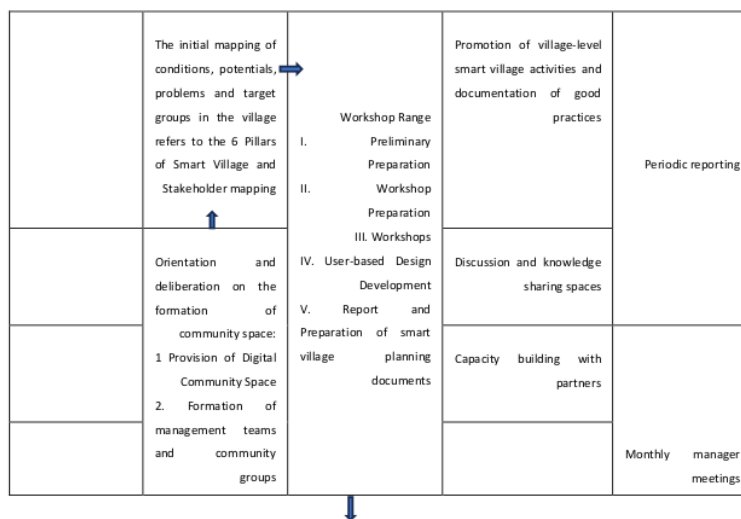 The initial mapping of
conditions, potentials,
problems and target
groups in the village
refers to the 6 Pillars
of Smart Village and
Stakeholder mapping
Orientation and
deliberation on the
formation of
community space:
1 Provision of Digital
Community Space
2. Formation of
management teams
and community
groups
Workshop Range
I. Preliminary
Preparation
II. Workshop
Preparation
III. Workshops
IV. User-based Design
Development
V. Report and
Preparation of smart
village planning
documents
Promotion of village-level
smart village activities and
documentation of good
practices
Discussion and knowledge
sharing spaces
Capacity building with
partners
Periodic reporting
Monthly manager
meetings